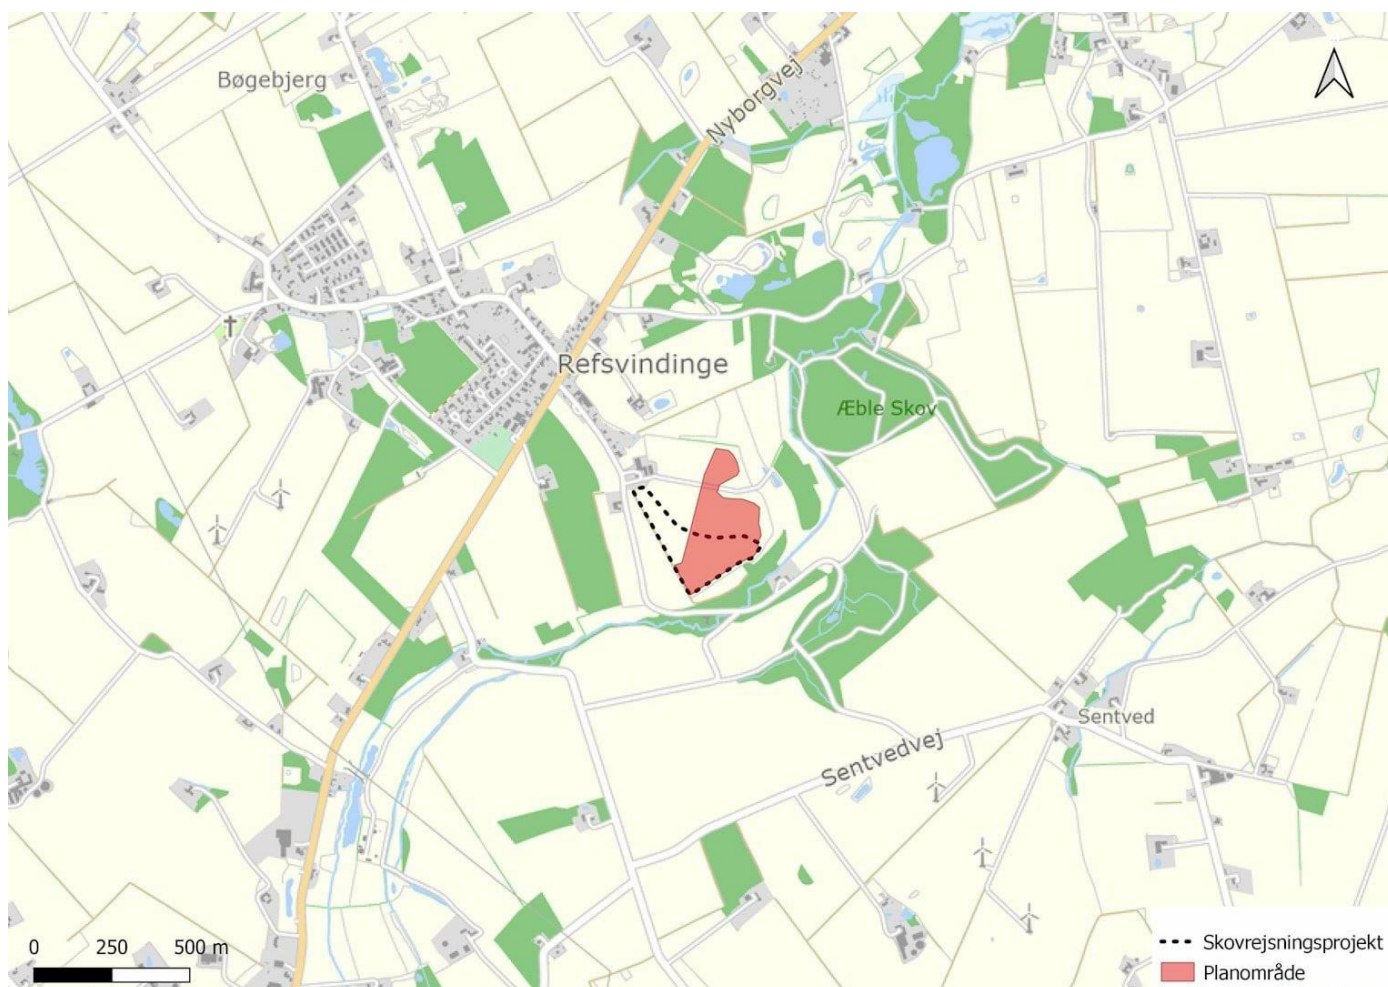 Bøgebjerg
Nyborgvej
Refsvindinge
Æble Skov
Sentved
Sentvedvej
0 250 500 m
Skovrejsningsprojekt
Planområde